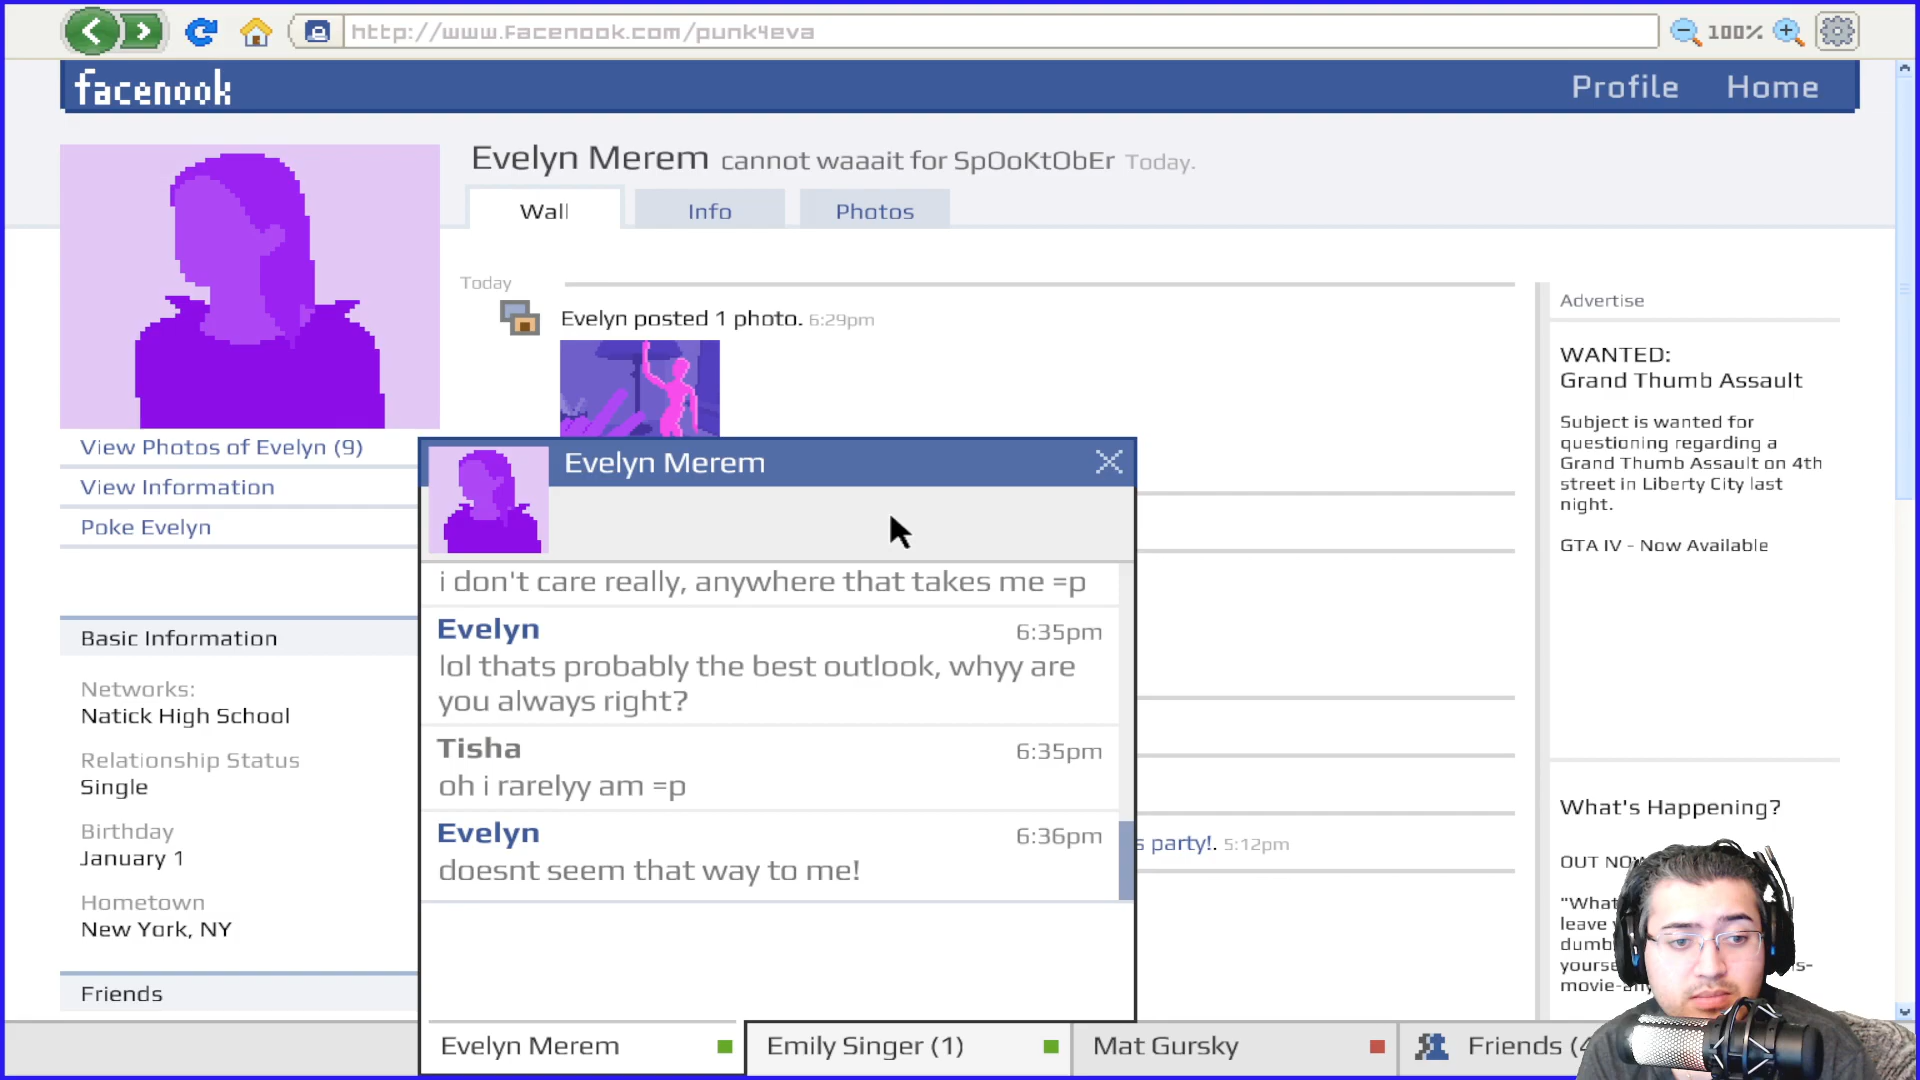 http://www.facenook.com/punk4eva
100%
facenook
Profile
Home
Evelyn Merem cannot waaait for SpOoKtObEr Today.
Wall
Info
Photos
Today
Evelyn posted 1 photo. 6:29pm
View Photos of Evelyn (9)
View Information
Poke Evelyn
Basic Information
Networks:
Natick High School
Relationship Status
Single
Birthday
January 1
Hometown
New York, NY
Friends
Evelyn Merem
i don't care really, anywhere that takes me =p
Evelyn 6:35pm
lol thats probably the best outlook, whyy are
you always right?
Tisha 6:35pm
oh i rarelyy am =p
Evelyn 6:36pm
doesnt seem that way to me!
party!. 5:12pm
Advertise
WANTED:
Grand Thumb Assault
Subject is wanted for
questioning regarding a
Grand Thumb Assault on 4th
street in Liberty City last
night.
GTA IV - Now Available
What's Happening?
OUT
"What
leave
dumb
movie-
Evelyn Merem
Emily Singer (1)
Mat Gursky
Friends